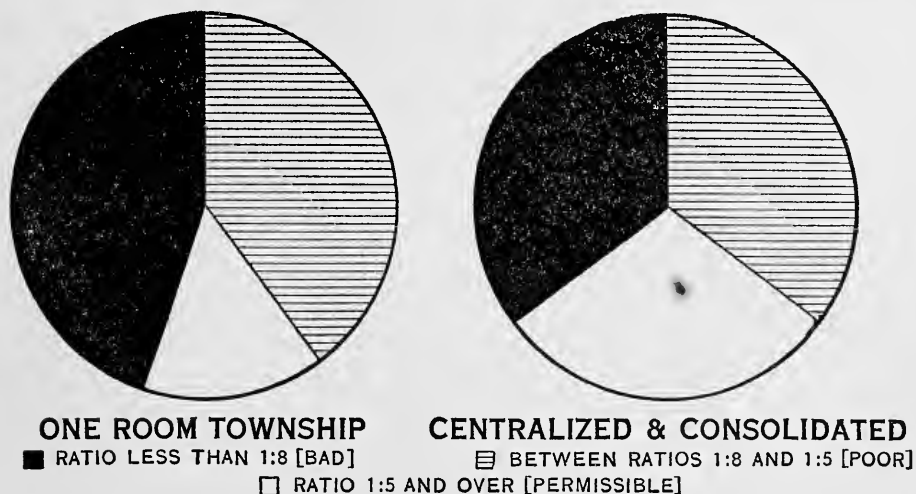 ONE ROOM TOWNSHIP
CENTRALIZED & CONSOLIDATED
RATIO LESS THAN 1:8 [BAD]
BETWEEN RATIOS 1:8 AND 1:5 [POOR]
RATIO 1:5 AND OVER [PERMISSIBLE]